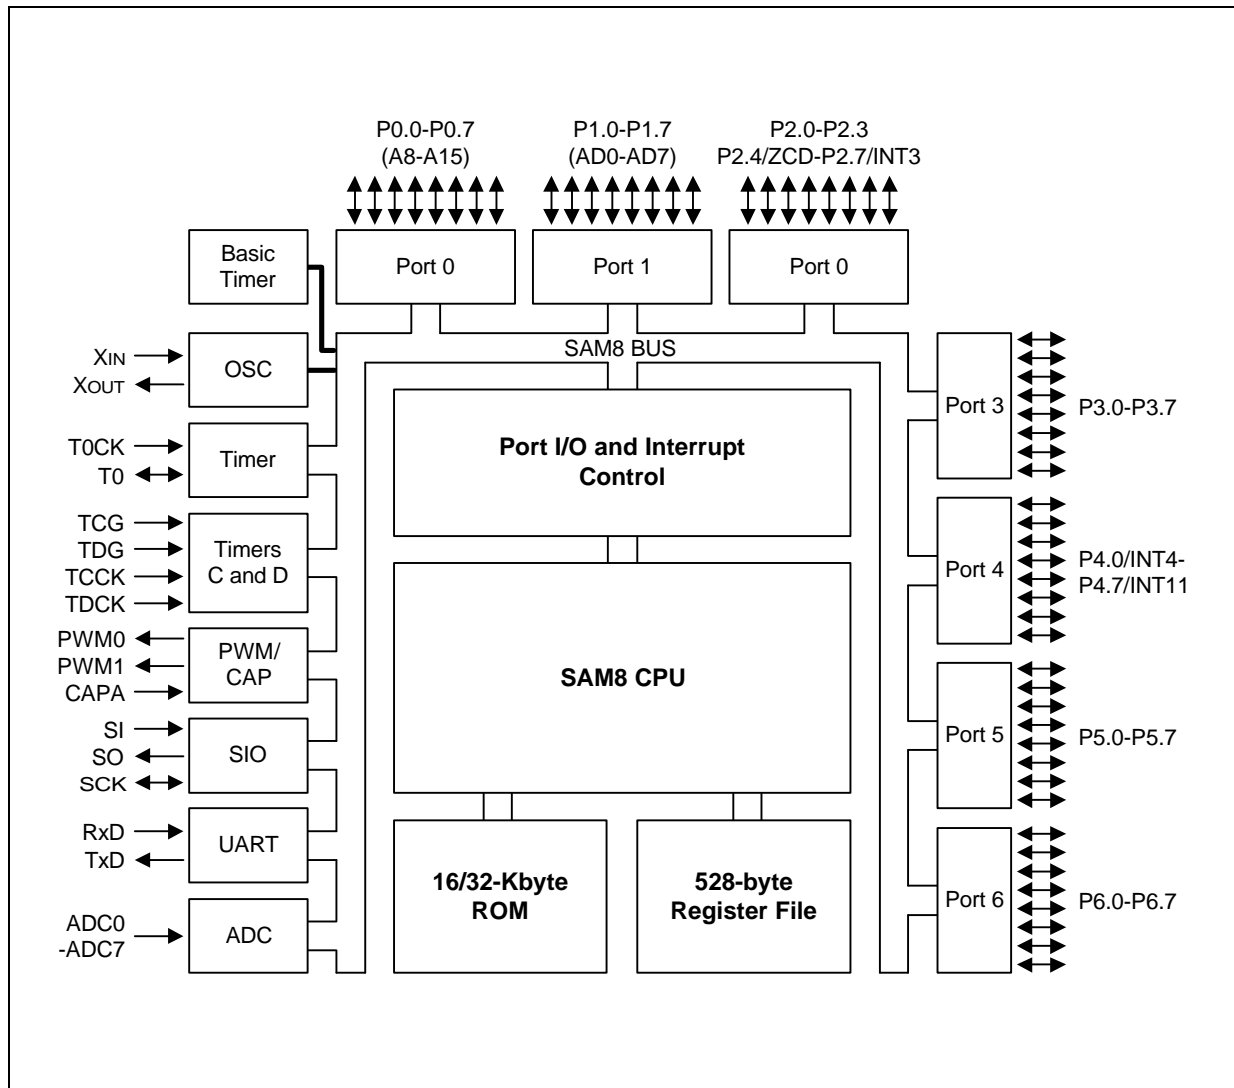 P0.0-P0.7
(A8-A15)
P1.0-P1.7
(AD0-AD7)
P2.0-P2.3
P2.4/ZCD-P2.7/INT3
Basic
Timer
Port 0
Port 1
Port 0
SAM8 BUS
XIN
XOUT
OSC
T0CK
T0
Timer
TCG
TDG
TCCK
TDCK
Timers
C and D
PWM0
PWM1
CAPA
PWM/
CAP
SI
SO
SCK
SIO
RxD
TxD
UART
ADC0
-ADC7
ADC
Port I/O and Interrupt
Control
SAM8 CPU
16/32-Kbyte
ROM
528-byte
Register File
Port 3
P3.0-P3.7
Port 4
P4.0/INT4-
P4.7/INT11
Port 5
P5.0-P5.7
Port 6
P6.0-P6.7